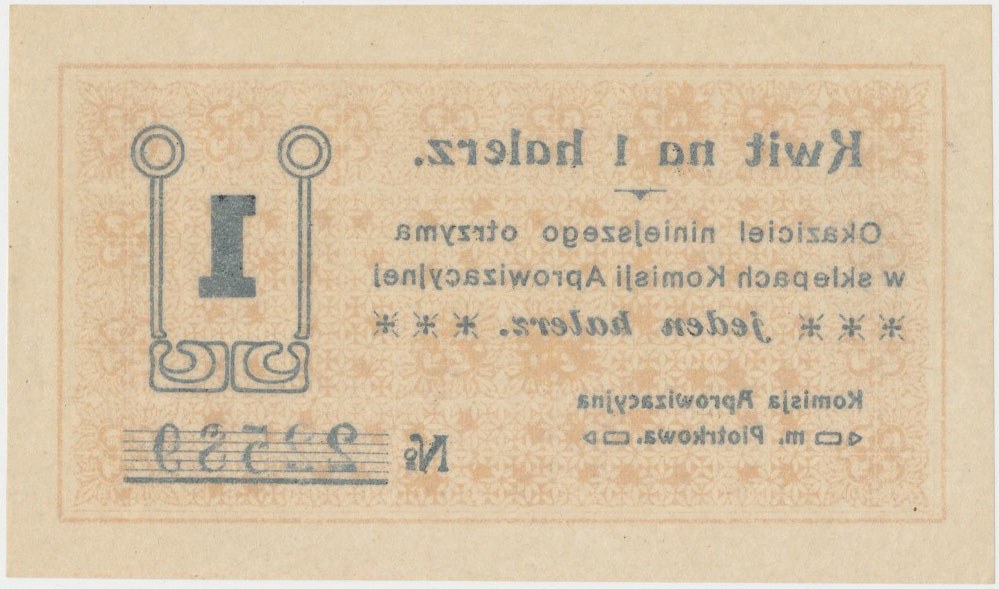 Kwit na 1 halerz.
Okaziciel niniejszego otrzyma
w sklepach Komisji Aprowizacyjnej
jeden halerz.
Komisja Aprowizacyjna
m. Piotrkowa.
№
1